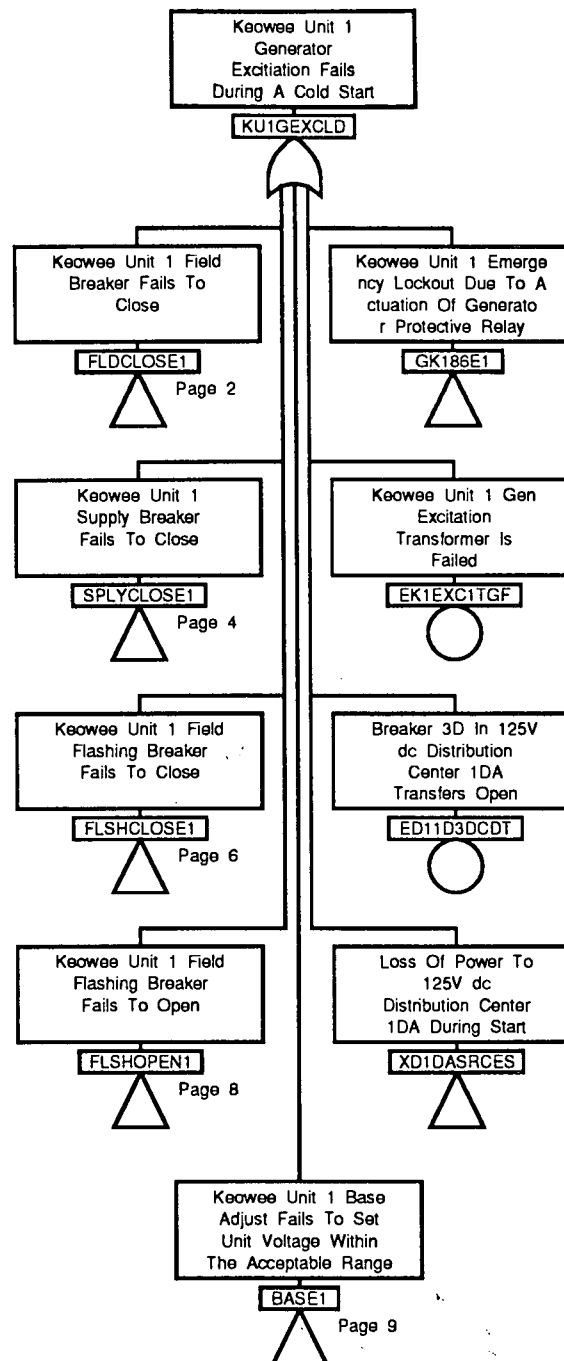 Keowee Unit 1
Generator
Excitiation Fails
During A Cold Start
KU1GEXCLD
Keowee Unit 1 Field
Breaker Fails To
Close
FLDCLOSE1
Page 2
Keowee Unit 1 Emerge
ncy Lockout Due To A
ctuation Of Generato
r Protective Relay
GK186E1
Keowee Unit 1
Supply Breaker
Fails To Close
SPLYCLOSE1
Page 4
Keowee Unit 1 Gen
Excitation
Transformer Is
Failed
EK1EXC1TGF
Keowee Unit 1 Field
Flashing Breaker
Fails To Close
FLSHCLOSE1
Page 6
Breaker 3D In 125V
dc Distribution
Center 1DA
Transfers Open
ED11D3DCDT
Keowee Unit 1 Field
Flashing Breaker
Fails To Open
FLSHOPEN1
Page 8
Loss Of Power To
125V dc
Distribution Center
1DA During Start
XD1DASRCES
Keowee Unit 1 Base
Adjust Fails To Set
Unit Voltage Within
The Acceptable Range
BASE1
Page 9